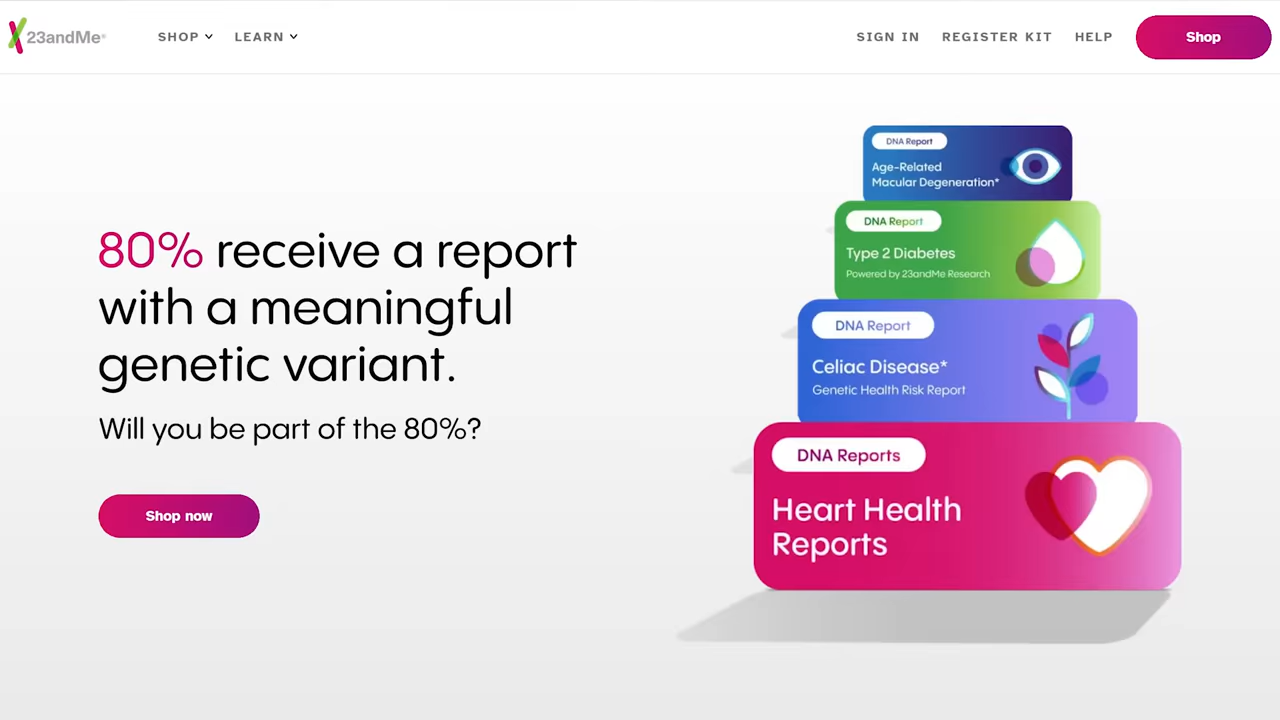 23andMe®
SHOP
LEARN
SIGN IN
REGISTER KIT
HELP
Shop
80% receive a report
with a meaningful
genetic variant.
Will you be part of the 80%?
Shop now
DNA Report
Age-Related
Macular Degeneration*
DNA Report
Type 2 Diabetes
Powered by 23andMe Research
DNA Report
Celiac Disease*
Genetic Health Risk Report
DNA Reports
Heart Health
Reports